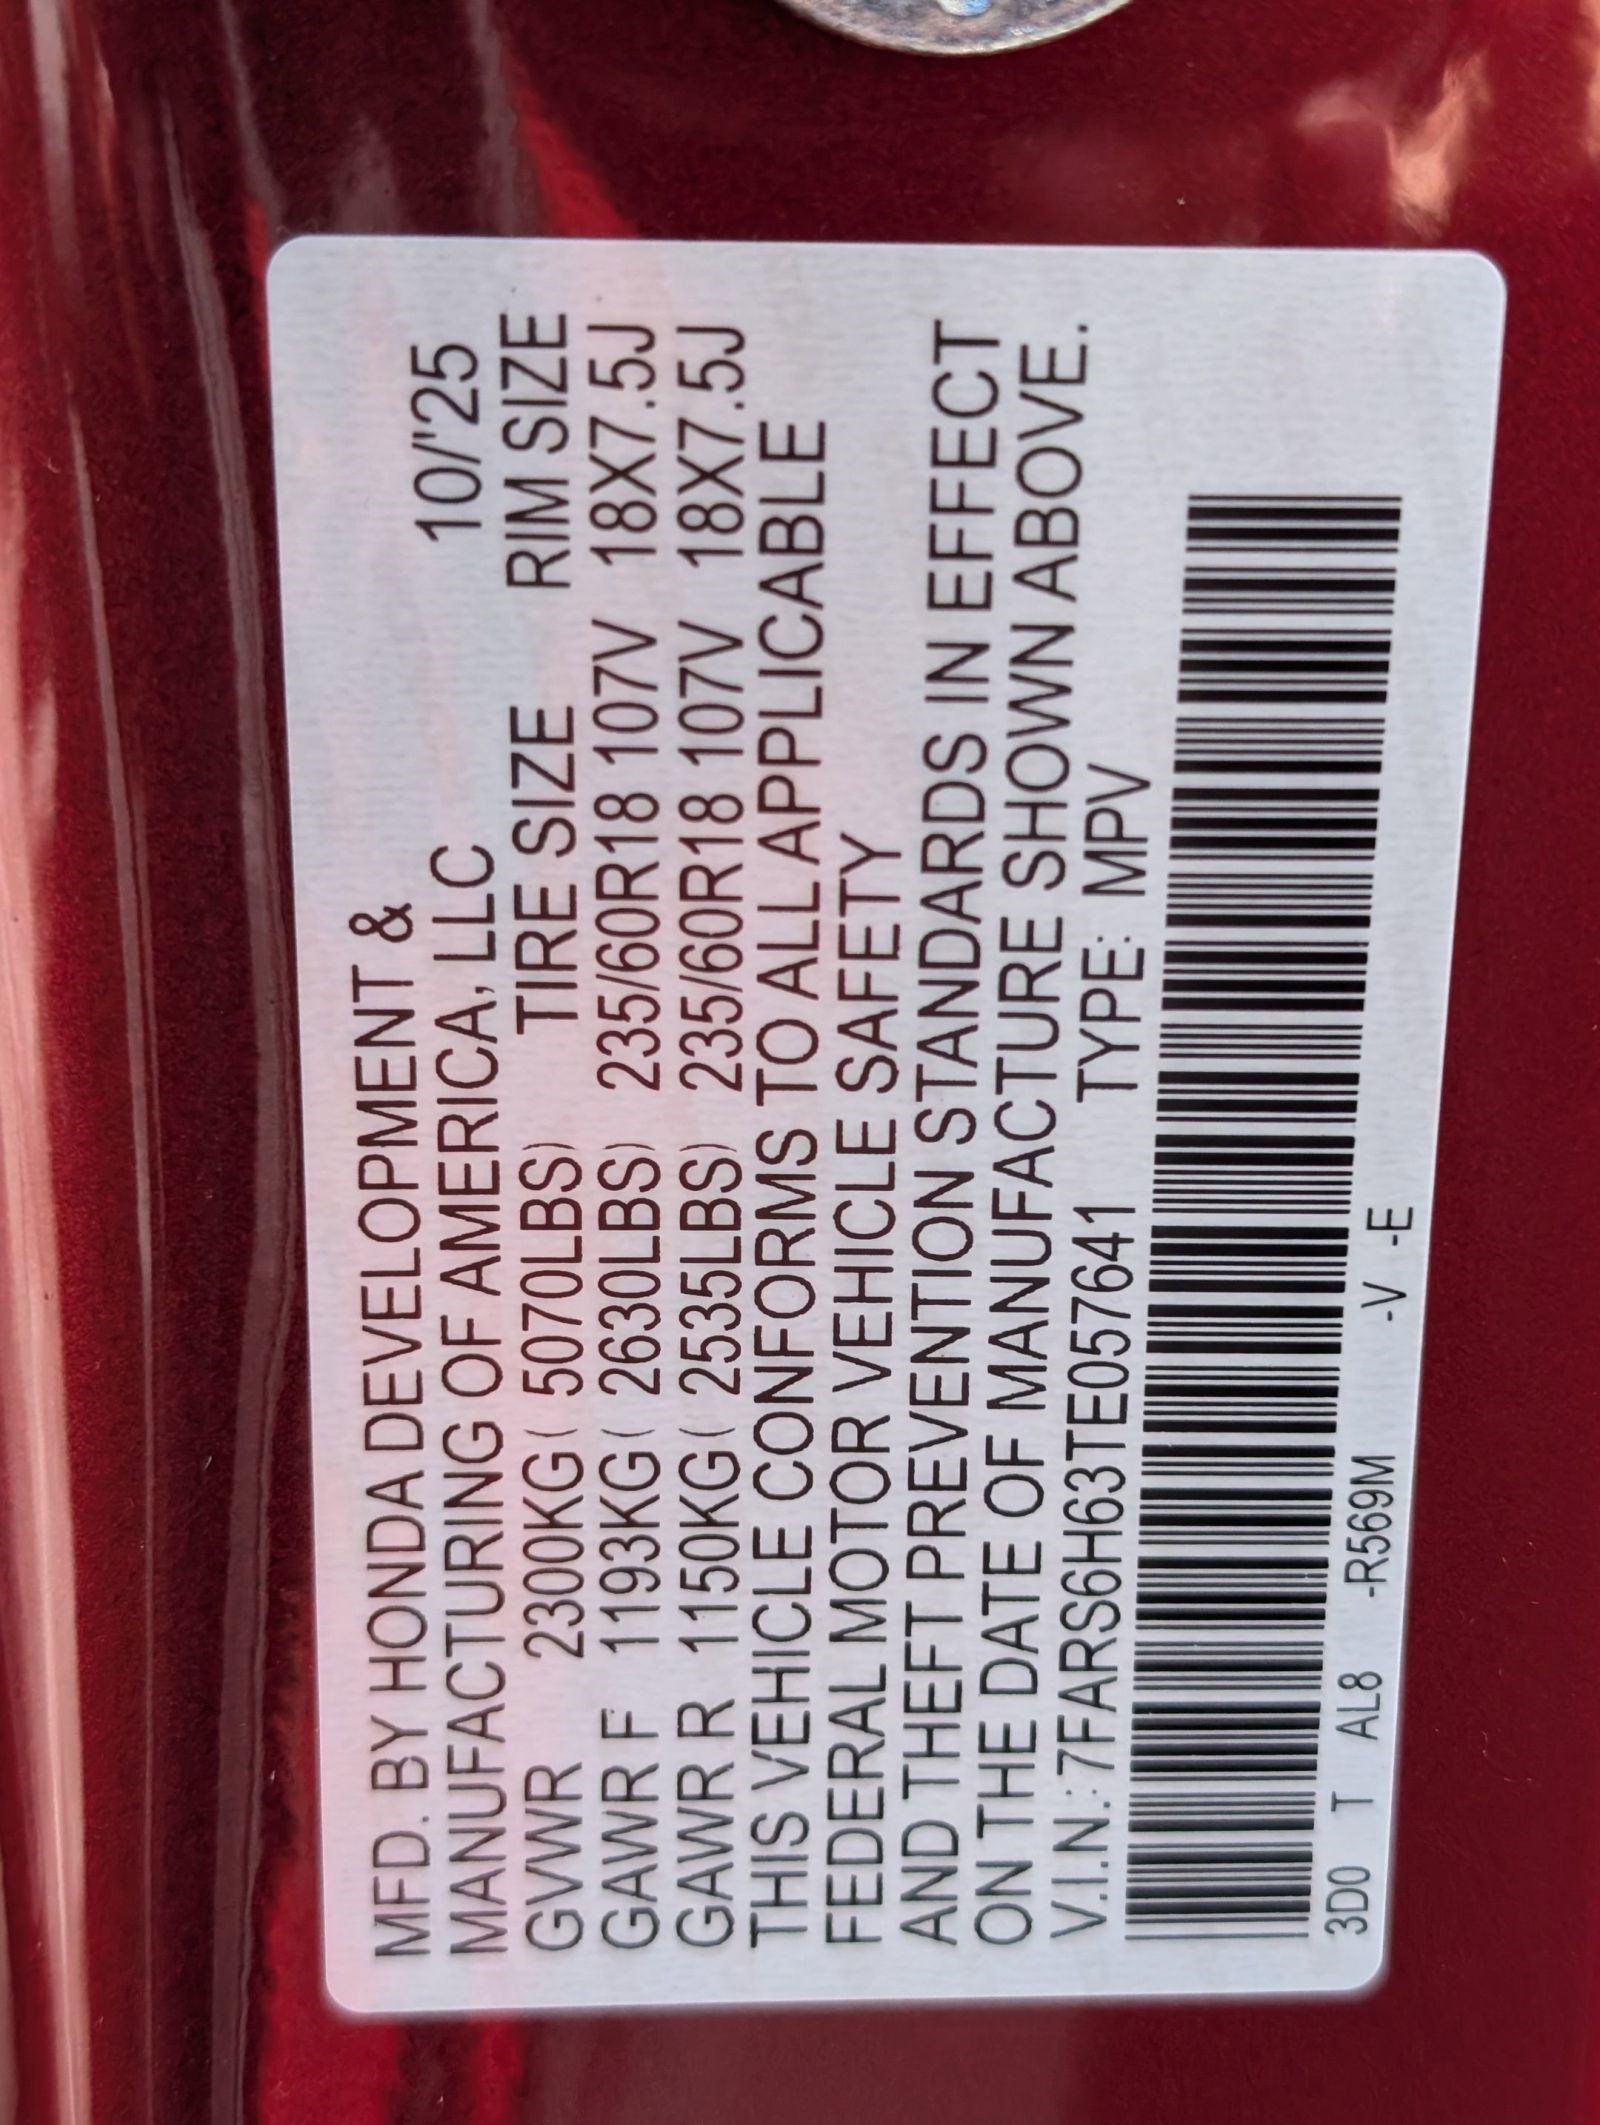 MFD. BY HONDA DEVELOPMENT &
MANUFACTURING OF AMERICA, LLC 10/'25
GVWR 2300KG( 5070LBS) TIRE SIZE RIM SIZE
GAWR F 1193KG( 2630LBS) 235/60R18 107V 18X7.5J
GAWR R 1150KG( 2535LBS) 235/60R18 107V 18X7.5J
THIS VEHICLE CONFORMS TO ALL APPLICABLE
FEDERAL MOTOR VEHICLE SAFETY
AND THEFT PREVENTION STANDARDS IN EFFECT
ON THE DATE OF MANUFACTURE SHOWN ABOVE.
V.I.N.: 7FARS6H63TE057641 TYPE: MPV
3D0 T AL8 -R569M -V -E